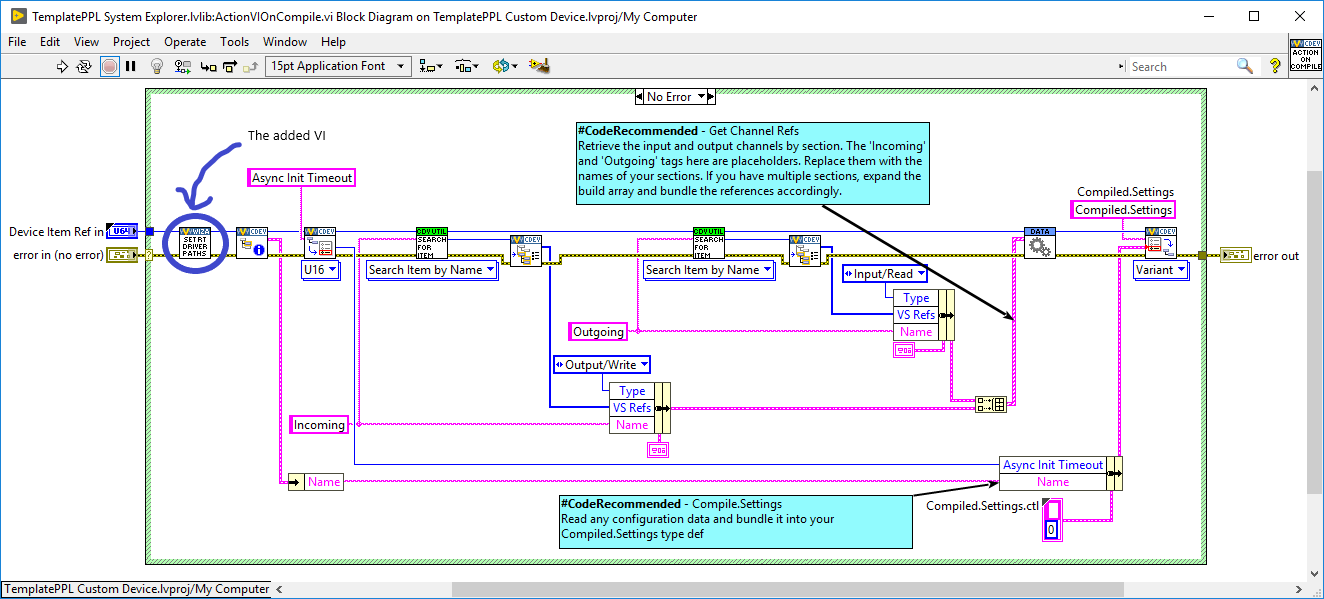 TemplatePPL System Explorer.lvlib:ActionVIOnCompile.vi Block Diagram on TemplatePPL Custom Device.lvproj/My Computer
File Edit View Project Operate Tools Window Help
15pt Application Font
Search
CDEV
ACTION
ON
COMPILE
No Error
The added VI
#CodeRecommended - Get Channel Refs
Retrieve the input and output channels by section. The 'Incoming'
and 'Outgoing' tags here are placeholders. Replace them with the
names of your sections. If you have multiple sections, expand the
build array and bundle the references accordingly.
Async Init Timeout
Compiled.Settings
Compiled.Settings
Device Item Ref in
U64
error in (no error)
WIZA
SETRT
DRIVER
PATHS
CDEV
CDEV
U16
CDV UTIL
SEARCH
FOR
ITEM
Search Item by Name
CDEV
CDV UTIL
SEARCH
FOR
ITEM
Search Item by Name
CDEV
DATA
CDEV
Variant
error out
Input/Read
Type
VS Refs
Name
Outgoing
Output/Write
Type
VS Refs
Name
Incoming
Name
Async Init Timeout
Name
#CodeRecommended - Compile.Settings
Read any configuration data and bundle it into your
Compiled.Settings type def
Compiled.Settings.ctl
0
TemplatePPL Custom Device.lvproj/My Computer